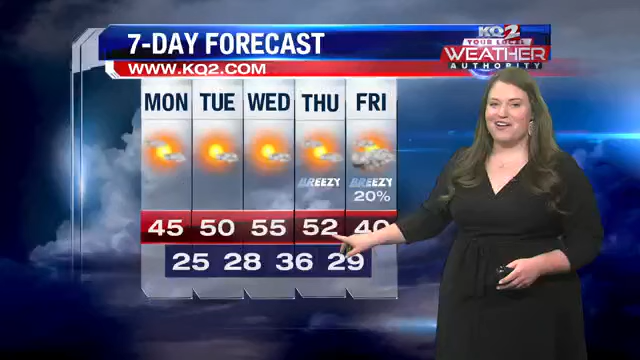 7-DAY FORECAST
WWW.KQ2.COM
KQ2
YOUR LOCAL
WEATHER
AUTHORITY
MON TUE WED THU FRI
BREEZY BREEZY
20%
45 50 55 52 40
25 28 36 29